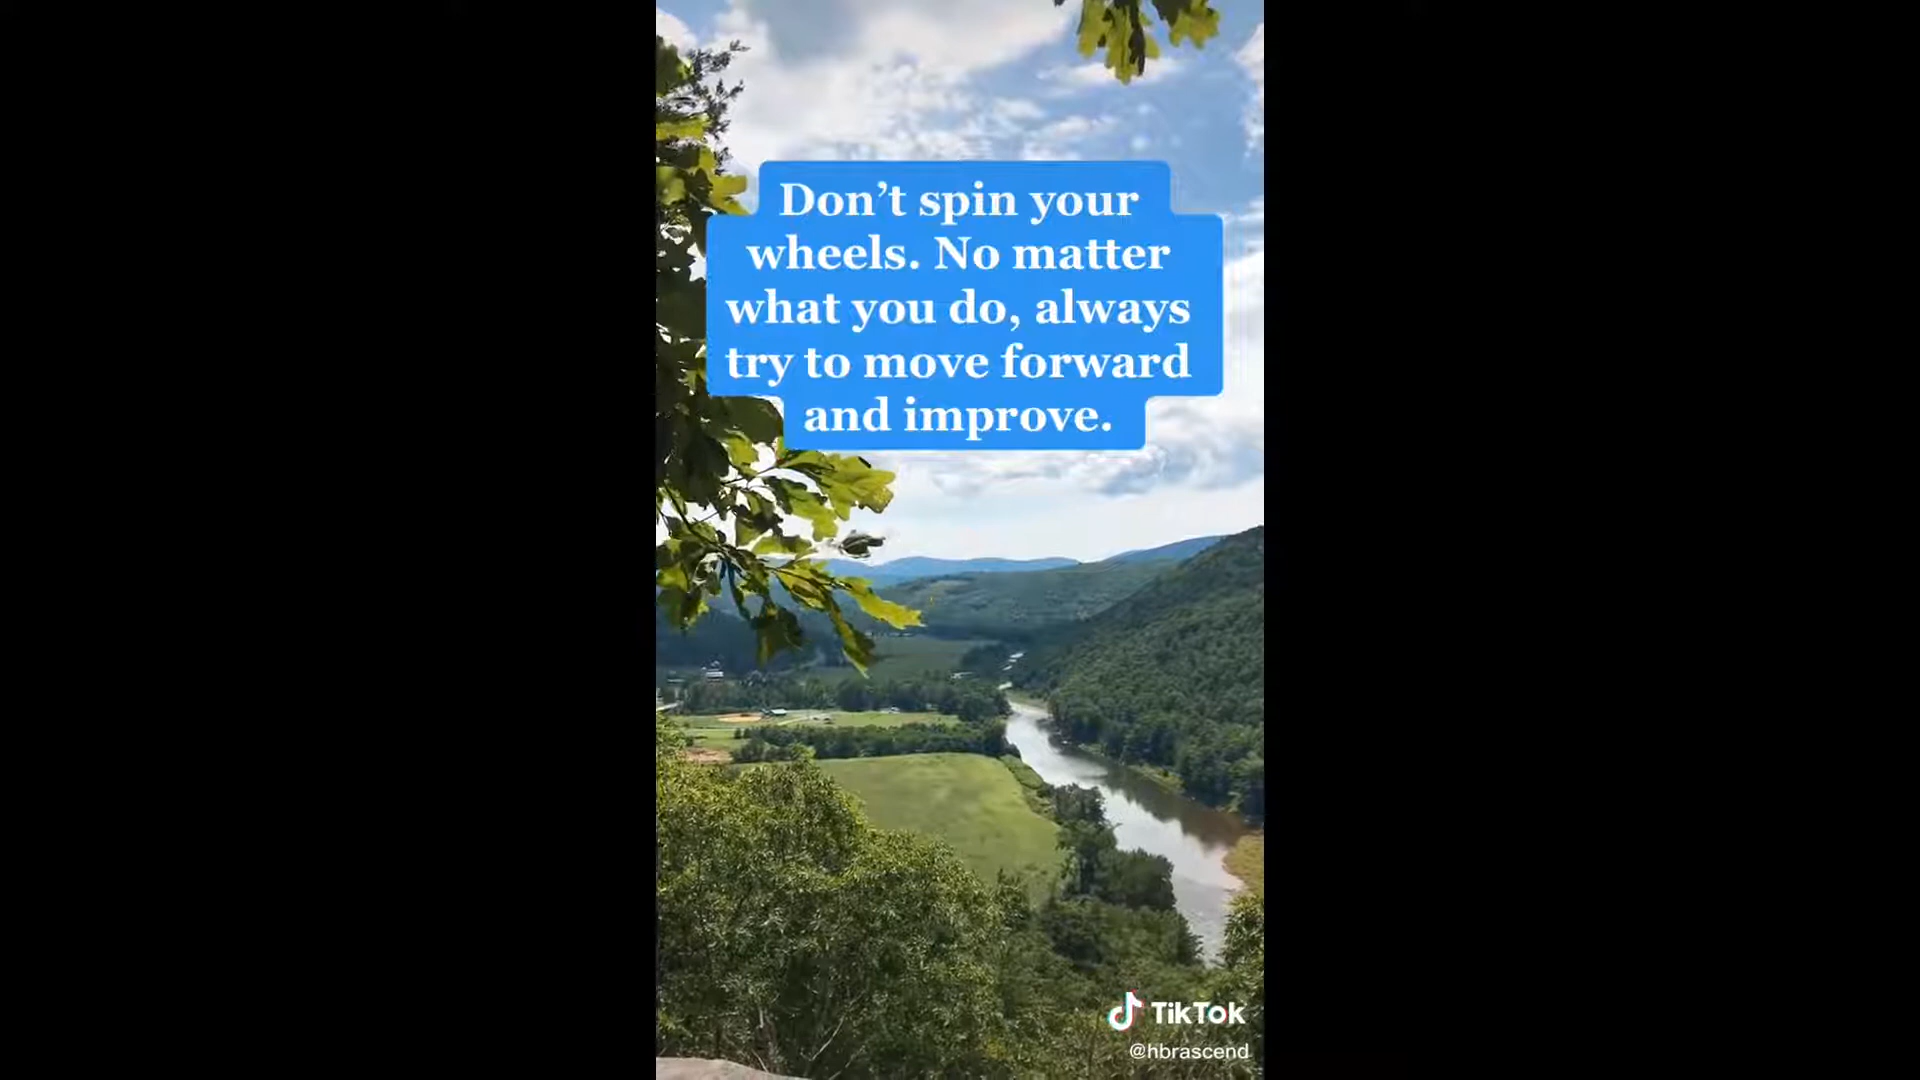 Don’t spin your
wheels. No matter
what you do, always
try to move forward
and improve.
TikTok
@hbrascend